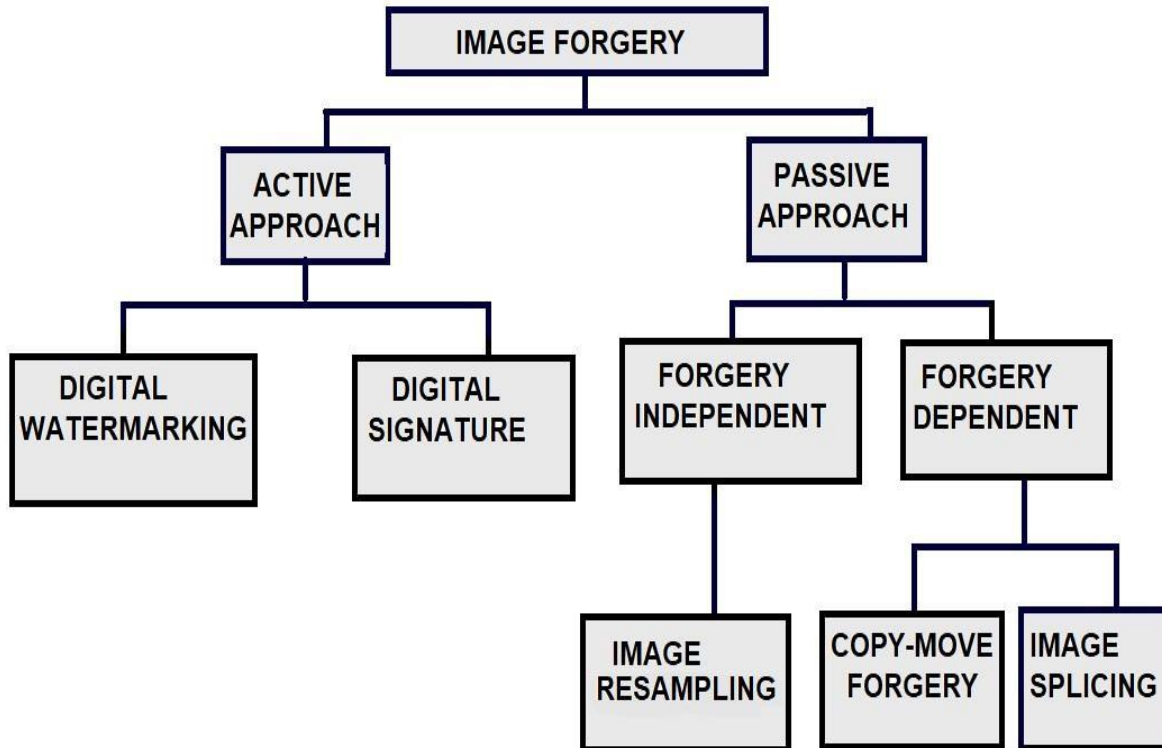 IMAGE FORGERY
ACTIVE
APPROACH
PASSIVE
APPROACH
DIGITAL
WATERMARKING
DIGITAL
SIGNATURE
FORGERY
INDEPENDENT
FORGERY
DEPENDENT
IMAGE
RESAMPLING
COPY-MOVE
FORGERY
IMAGE
SPLICING